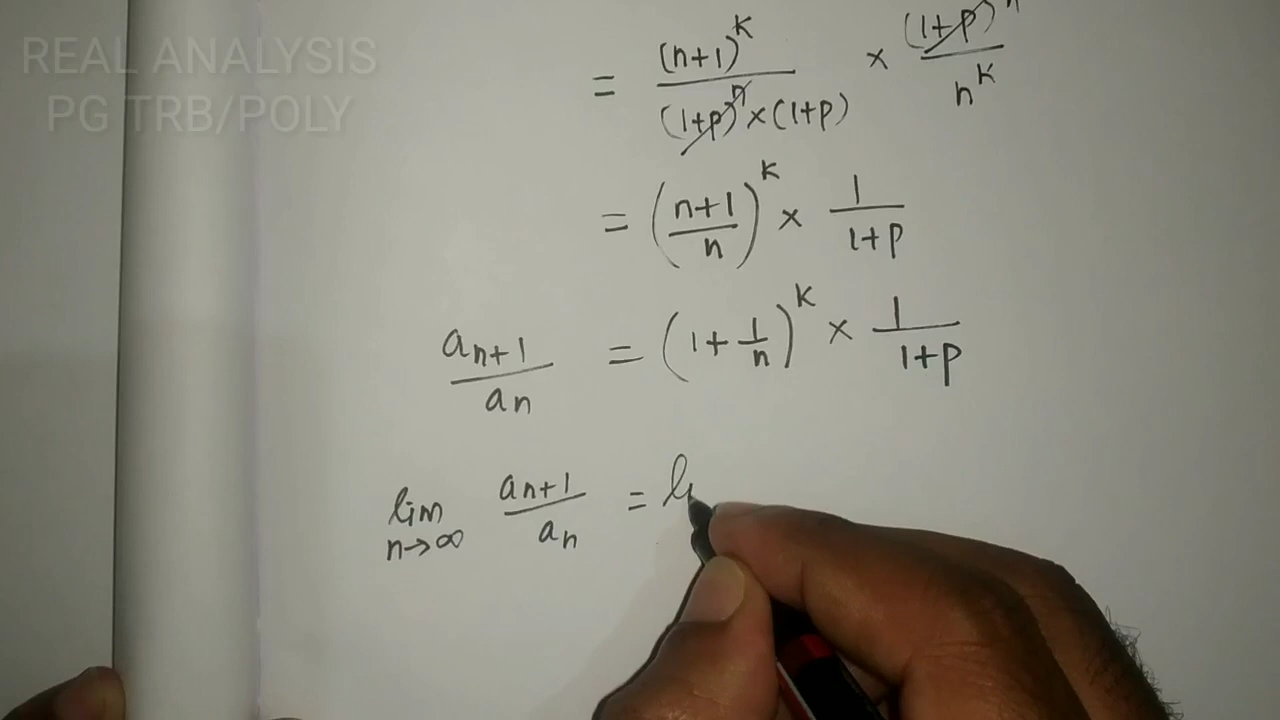 REAL ANALYSIS
PG TRB/POLY
= (n+1)^k / ((1+p)^n × (1+p)) × (1+p)^n / n^k
= ((n+1)/n)^k × 1/(1+p)
a_{n+1}/a_n = (1 + 1/n)^k × 1/(1+p)
lim_{n→∞} a_{n+1}/a_n = li